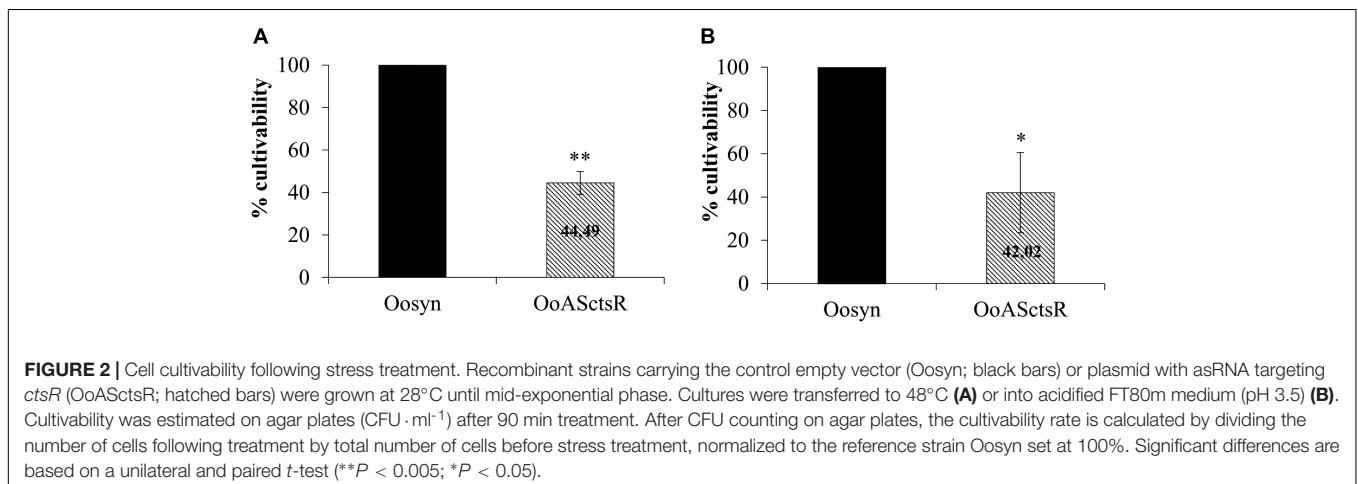 A
% cultivability
100
80
60
40
20
0
**
44,49
Oosyn
OoASctsR
B
% cultivability
100
80
60
40
20
0
*
42,02
Oosyn
OoASctsR
FIGURE 2 | Cell cultivability following stress treatment. Recombinant strains carrying the control empty vector (Oosyn; black bars) or plasmid with asRNA targeting
ctsR (OoASctsR; hatched bars) were grown at 28°C until mid-exponential phase. Cultures were transferred to 48°C (A) or into acidified FT80m medium (pH 3.5) (B).
Cultivability was estimated on agar plates (CFU · ml⁻¹) after 90 min treatment. After CFU counting on agar plates, the cultivability rate is calculated by dividing the
number of cells following treatment by total number of cells before stress treatment, normalized to the reference strain Oosyn set at 100%. Significant differences are
based on a unilateral and paired t-test (**P < 0.005; *P < 0.05).